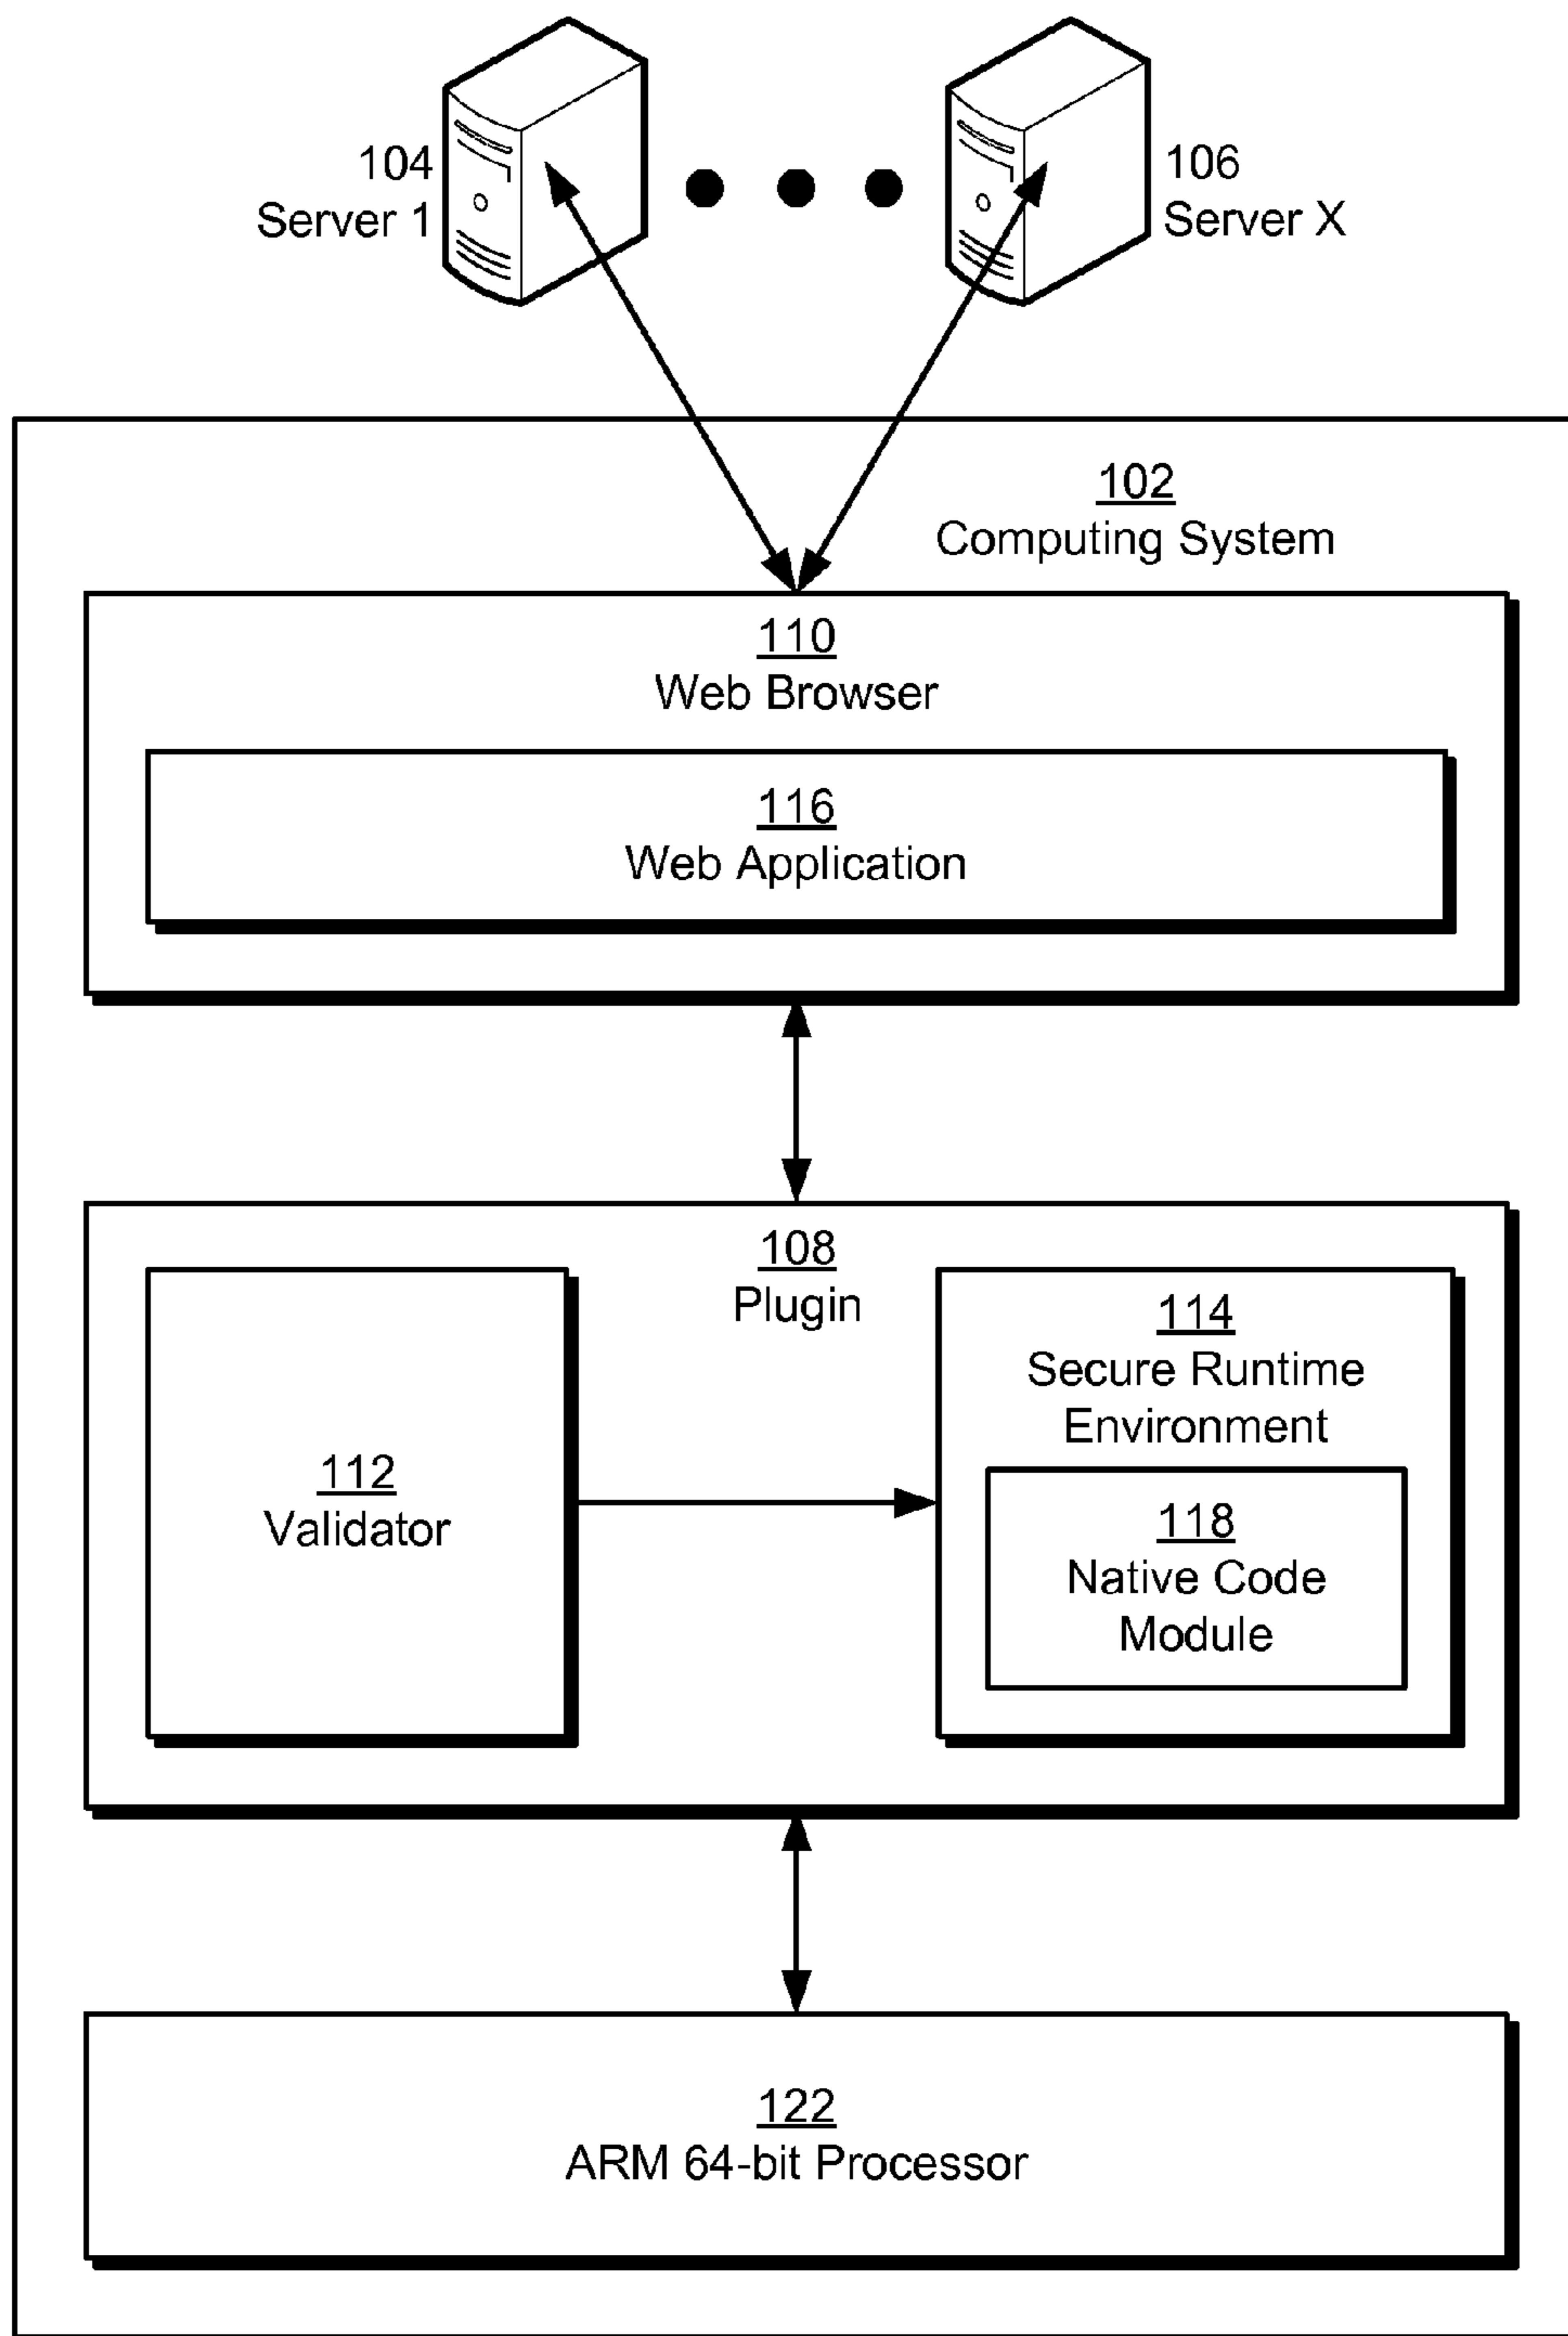 104
Server 1
106
Server X
102
Computing System
110
Web Browser
116
Web Application
108
Plugin
112
Validator
114
Secure Runtime
Environment
118
Native Code
Module
122
ARM 64-bit Processor